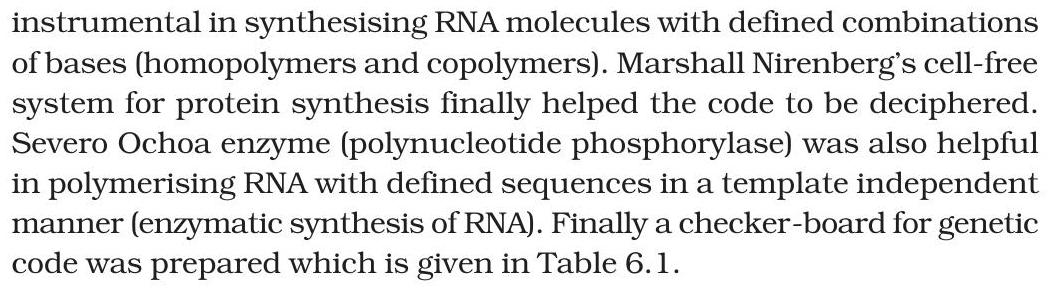 instrumental in synthesising RNA molecules with defined combinations
of bases (homopolymers and copolymers). Marshall Nirenberg's cell-free
system for protein synthesis finally helped the code to be deciphered.
Severo Ochoa enzyme (polynucleotide phosphorylase) was also helpful
in polymerising RNA with defined sequences in a template independent
manner (enzymatic synthesis of RNA). Finally a checker-board for genetic
code was prepared which is given in Table 6.1.